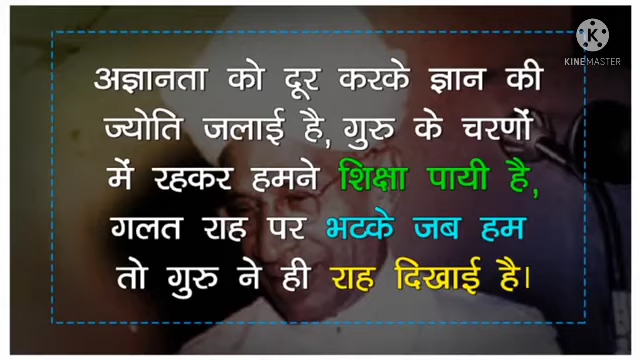 KINEMASTER
अज्ञानता को दूर करके ज्ञान की
ज्योति जलाई है, गुरु के चरणों
में रहकर हमने शिक्षा पायी है,
गलत राह पर भटके जब हम
तो गुरु ने ही राह दिखाई है।